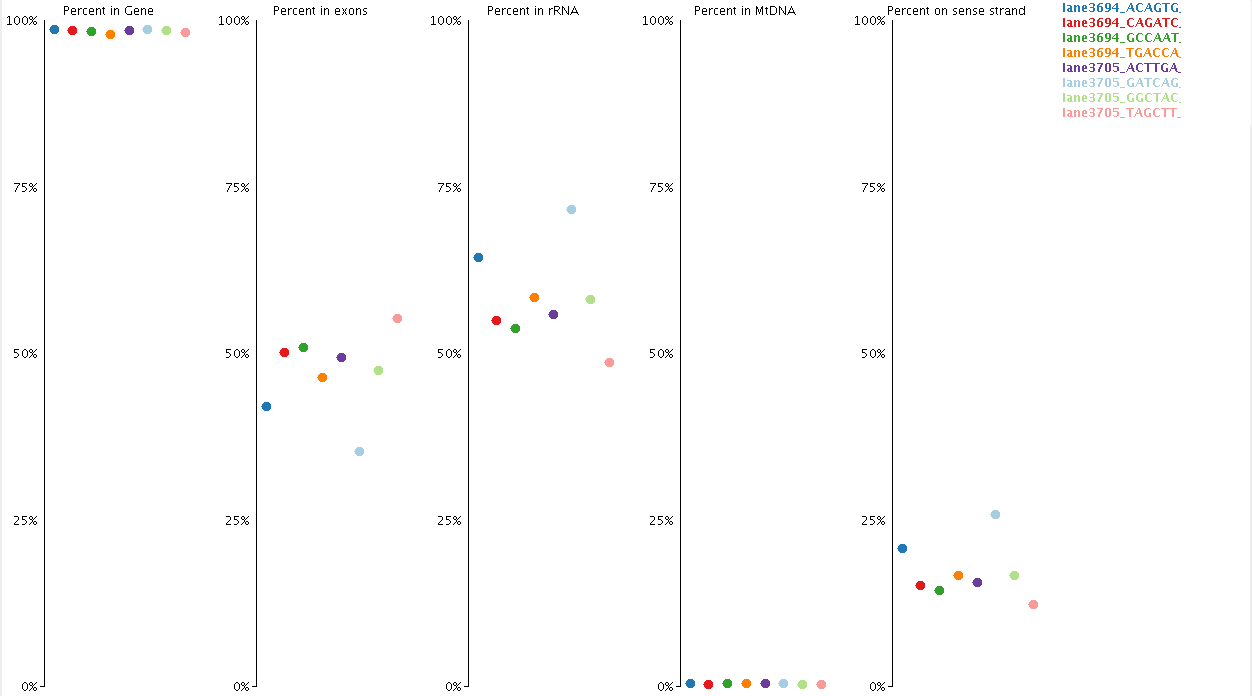 Percent in Gene
100%
75%
50%
25%
0%
Percent in exons
100%
75%
50%
25%
0%
Percent in rRNA
100%
75%
50%
25%
0%
Percent in MtDNA
100%
75%
50%
25%
0%
Percent on sense strand
100%
75%
50%
25%
0%
lane3694_ACAGTG_
lane3694_CAGATC_
lane3694_GCCAAT_
lane3694_TGACCA_
lane3705_ACTTGA_
lane3705_GATCAG_
lane3705_GGCTAC_
lane3705_TAGCTT_